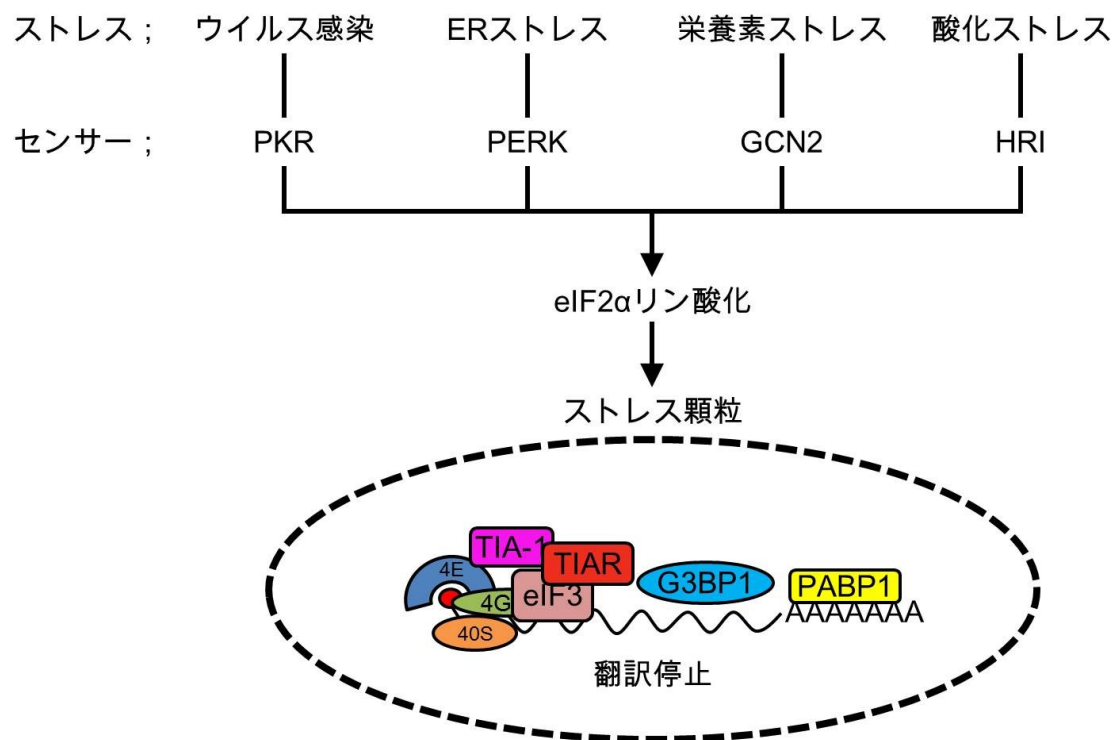 ストレス； ウイルス感染 ERストレス 栄養素ストレス 酸化ストレス
センサー； PKR PERK GCN2 HRI
eIF2αリン酸化
ストレス顆粒
TIA-1
TIAR
4E
4G
eIF3
G3BP1
PABP1
AAAAAAA
40S
翻訳停止